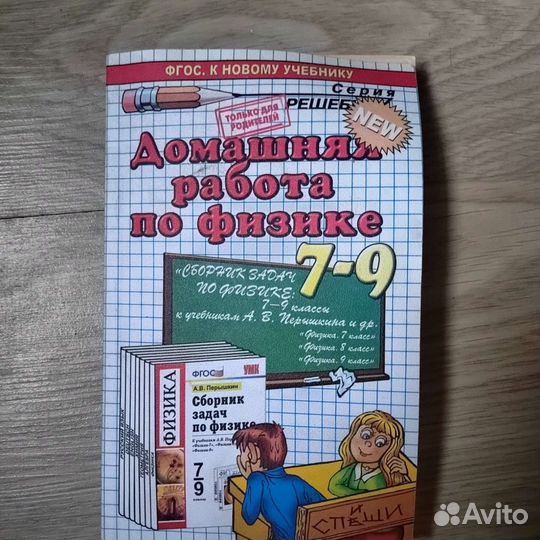 ФГОС. К НОВОМУ УЧЕБНИКУ
Серия
ТОЛЬКО ДЛЯ
РОДИТЕЛЕЙ
NEW
Домашняя
работа
по физике
7-9
«СБОРНИК ЗАДАЧ
ПО ФИЗИКЕ:
7—9 классы
к учебникам А. В. Перышкина и др.
«Физика. 7 класс»
«Физика. 8 класс»
«Физика. 9 класс»
ФГОС
УМК
А.В. Перышкин
Сборник
задач
по физике
ФИЗИКА
К учебникам А.В.
7
9
И
СПЕШИ
Avito